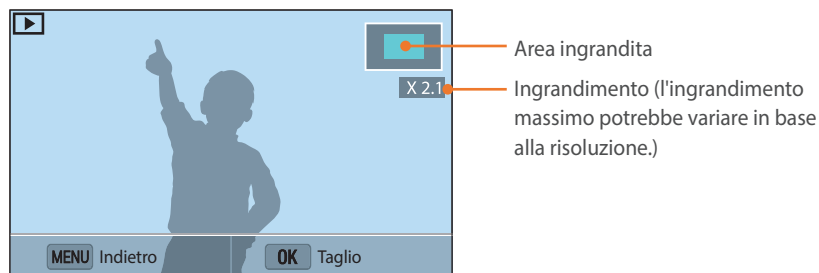 Area ingrandita
X 2.1
Ingrandimento (l'ingrandimento
massimo potrebbe variare in base
alla risoluzione.)
MENU Indietro
OK Taglio